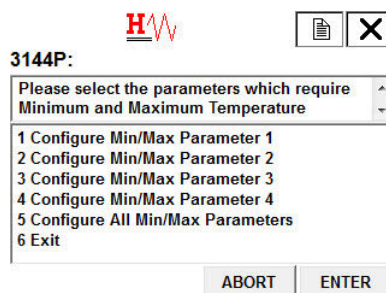 H
3144P:
Please select the parameters which require
Minimum and Maximum Temperature
1 Configure Min/Max Parameter 1
2 Configure Min/Max Parameter 2
3 Configure Min/Max Parameter 3
4 Configure Min/Max Parameter 4
5 Configure All Min/Max Parameters
6 Exit
ABORT ENTER